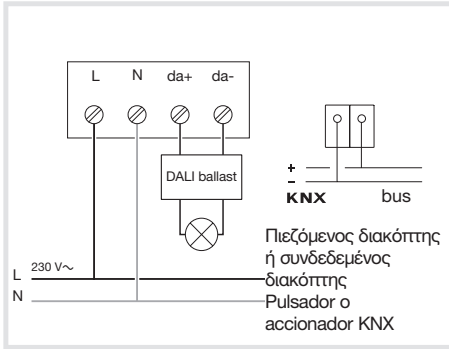 L N da+ da-
DALI ballast
+
–
KNX bus
Πιεζόμενος διακόπτης
ή συνδεδεμένος
διακόπτης
L 230 V~
N
Pulsador o
accionador KNX